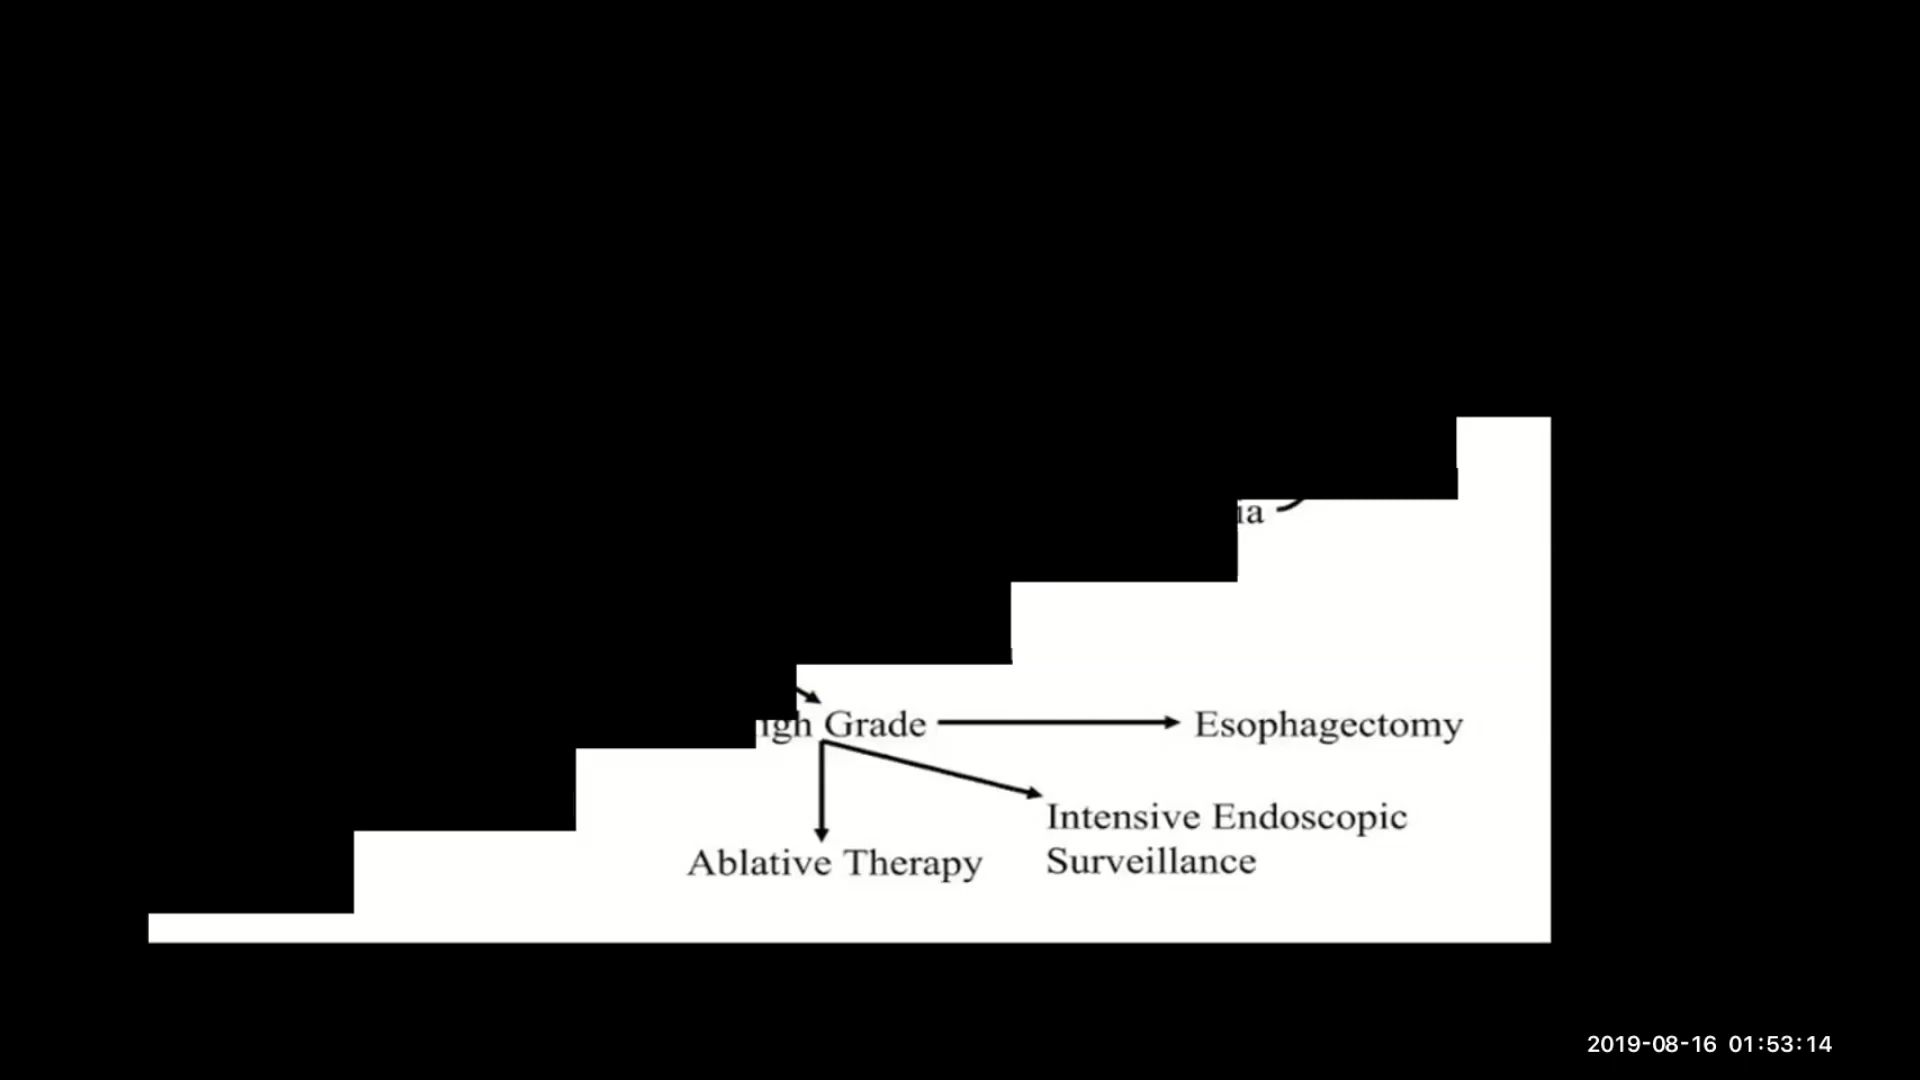 Grade
Esophagectomy
Intensive Endoscopic
Surveillance
Ablative Therapy
2019-08-16 01:53:14